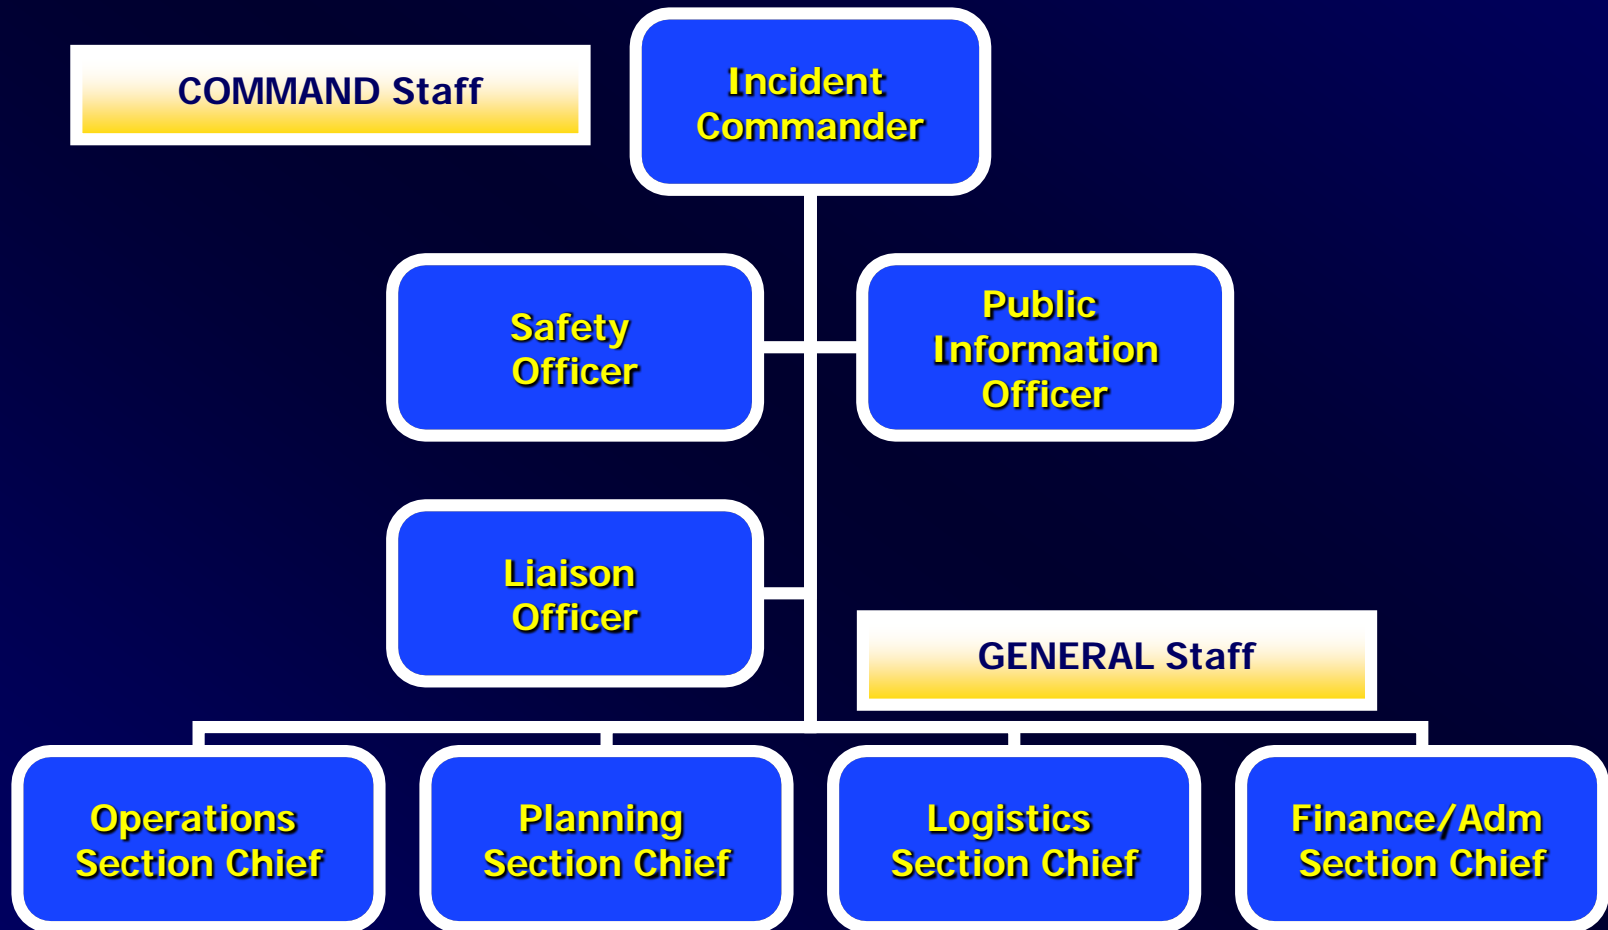 COMMAND Staff
Incident
Commander
Safety
Officer
Public
Information
Officer
Liaison
Officer
GENERAL Staff
Operations
Section Chief
Planning
Section Chief
Logistics
Section Chief
Finance/Adm
Section Chief